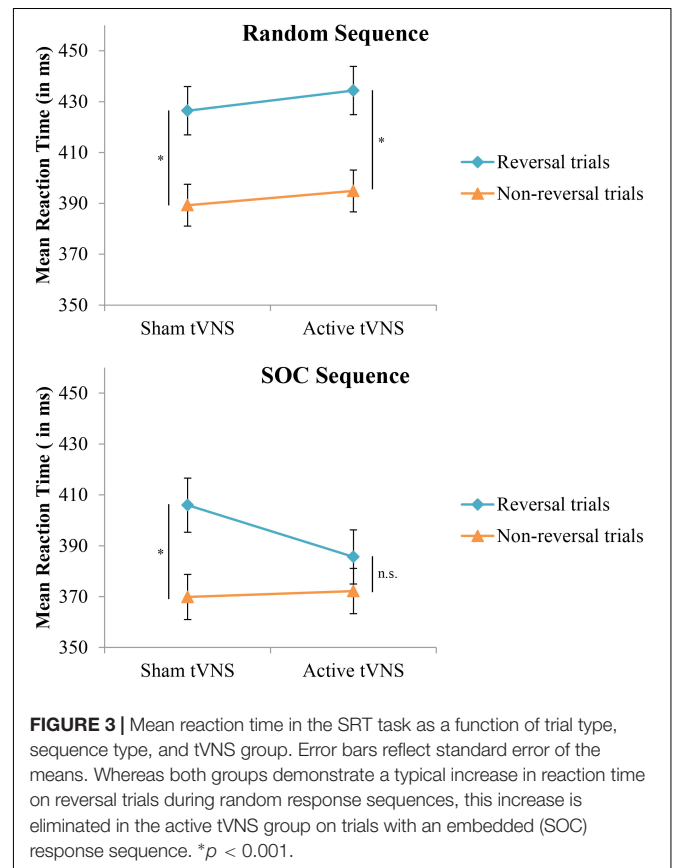 Random Sequence
Mean Reaction Time (in ms)
450
430
410
390
370
350
*
*
Sham tVNS
Active tVNS
Reversal trials
Non-reversal trials
SOC Sequence
Mean Reaction Time ( in ms)
450
430
410
390
370
350
*
n.s.
Sham tVNS
Active tVNS
Reversal trials
Non-reversal trials
FIGURE 3 | Mean reaction time in the SRT task as a function of trial type,
sequence type, and tVNS group. Error bars reflect standard error of the
means. Whereas both groups demonstrate a typical increase in reaction time
on reversal trials during random response sequences, this increase is
eliminated in the active tVNS group on trials with an embedded (SOC)
response sequence. *p < 0.001.